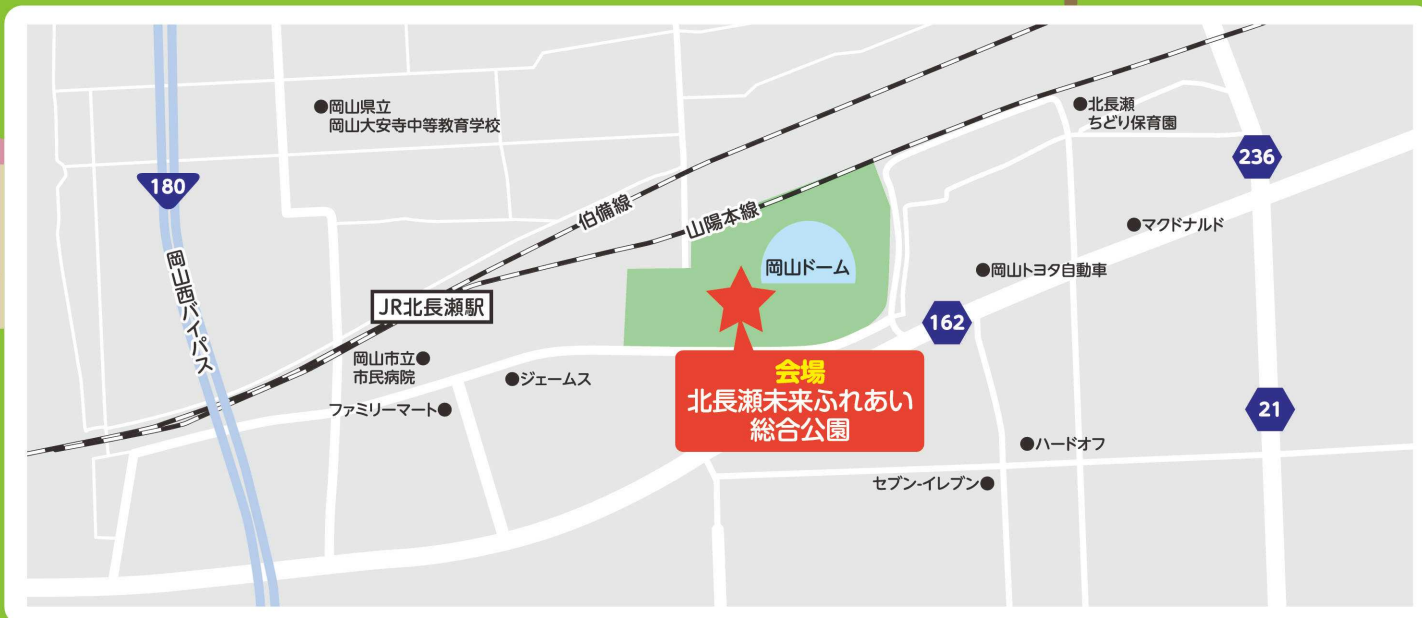 岡山県立
岡山大安寺中等教育学校
北長瀬
ちどり保育園
236
180
伯備線
山陽本線
マクドナルド
岡山西バイパス
岡山ドーム
岡山トヨタ自動車
JR北長瀬駅
162
岡山市立
市民病院
ジェームス
会場
北長瀬未来ふれあい
総合公園
ファミリーマート
21
ハードオフ
セブン-イレブン